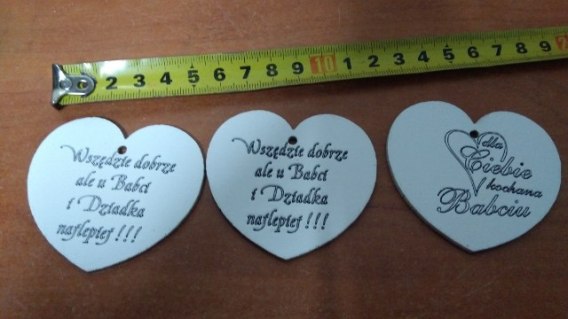 2 3 4 5 6 7 8 9 10 1 2 3 4 5 6 7 8 9 2
Wszędzie dobrze
ale u Babci
i Dziadka
najlepiej !!!
Wszędzie dobrze
ale u Babci
i Dziadka
najlepiej !!!
dla
Ciebie
kochana
Babciu